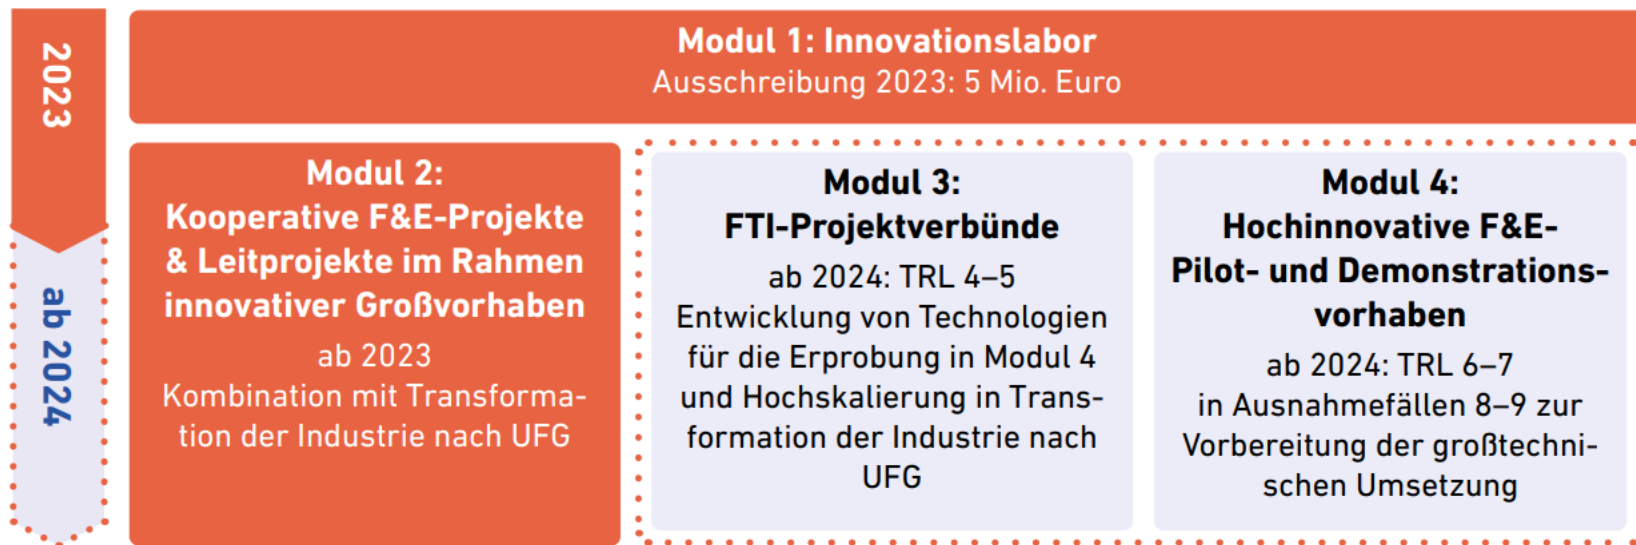 2023
ab 2024
Modul 1: Innovationslabor
Ausschreibung 2023: 5 Mio. Euro
Modul 2:
Kooperative F&E-Projekte
& Leitprojekte im Rahmen
innovativer Großvorhaben
ab 2023
Kombination mit Transforma-
tion der Industrie nach UFG
Modul 3:
FTI-Projektverbünde
ab 2024: TRL 4–5
Entwicklung von Technologien
für die Erprobung in Modul 4
und Hochskalierung in Trans-
formation der Industrie nach
UFG
Modul 4:
Hochinnovative F&E-
Pilot- und Demonstrations-
vorhaben
ab 2024: TRL 6–7
in Ausnahmefällen 8–9 zur
Vorbereitung der großtechni-
schen Umsetzung